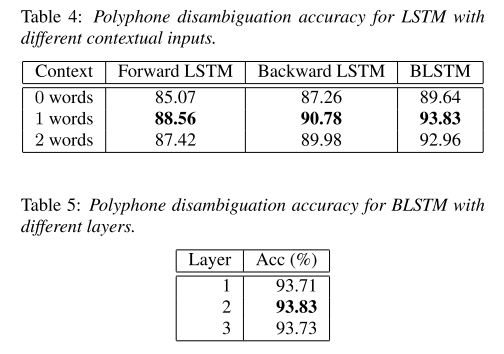 Table 4: Polyphone disambiguation accuracy for LSTM with
different contextual inputs.
Context Forward LSTM Backward LSTM BLSTM
0 words 85.07 87.26 89.64
1 words 88.56 90.78 93.83
2 words 87.42 89.98 92.96
Table 5: Polyphone disambiguation accuracy for BLSTM with
different layers.
Layer Acc (%)
1 93.71
2 93.83
3 93.73